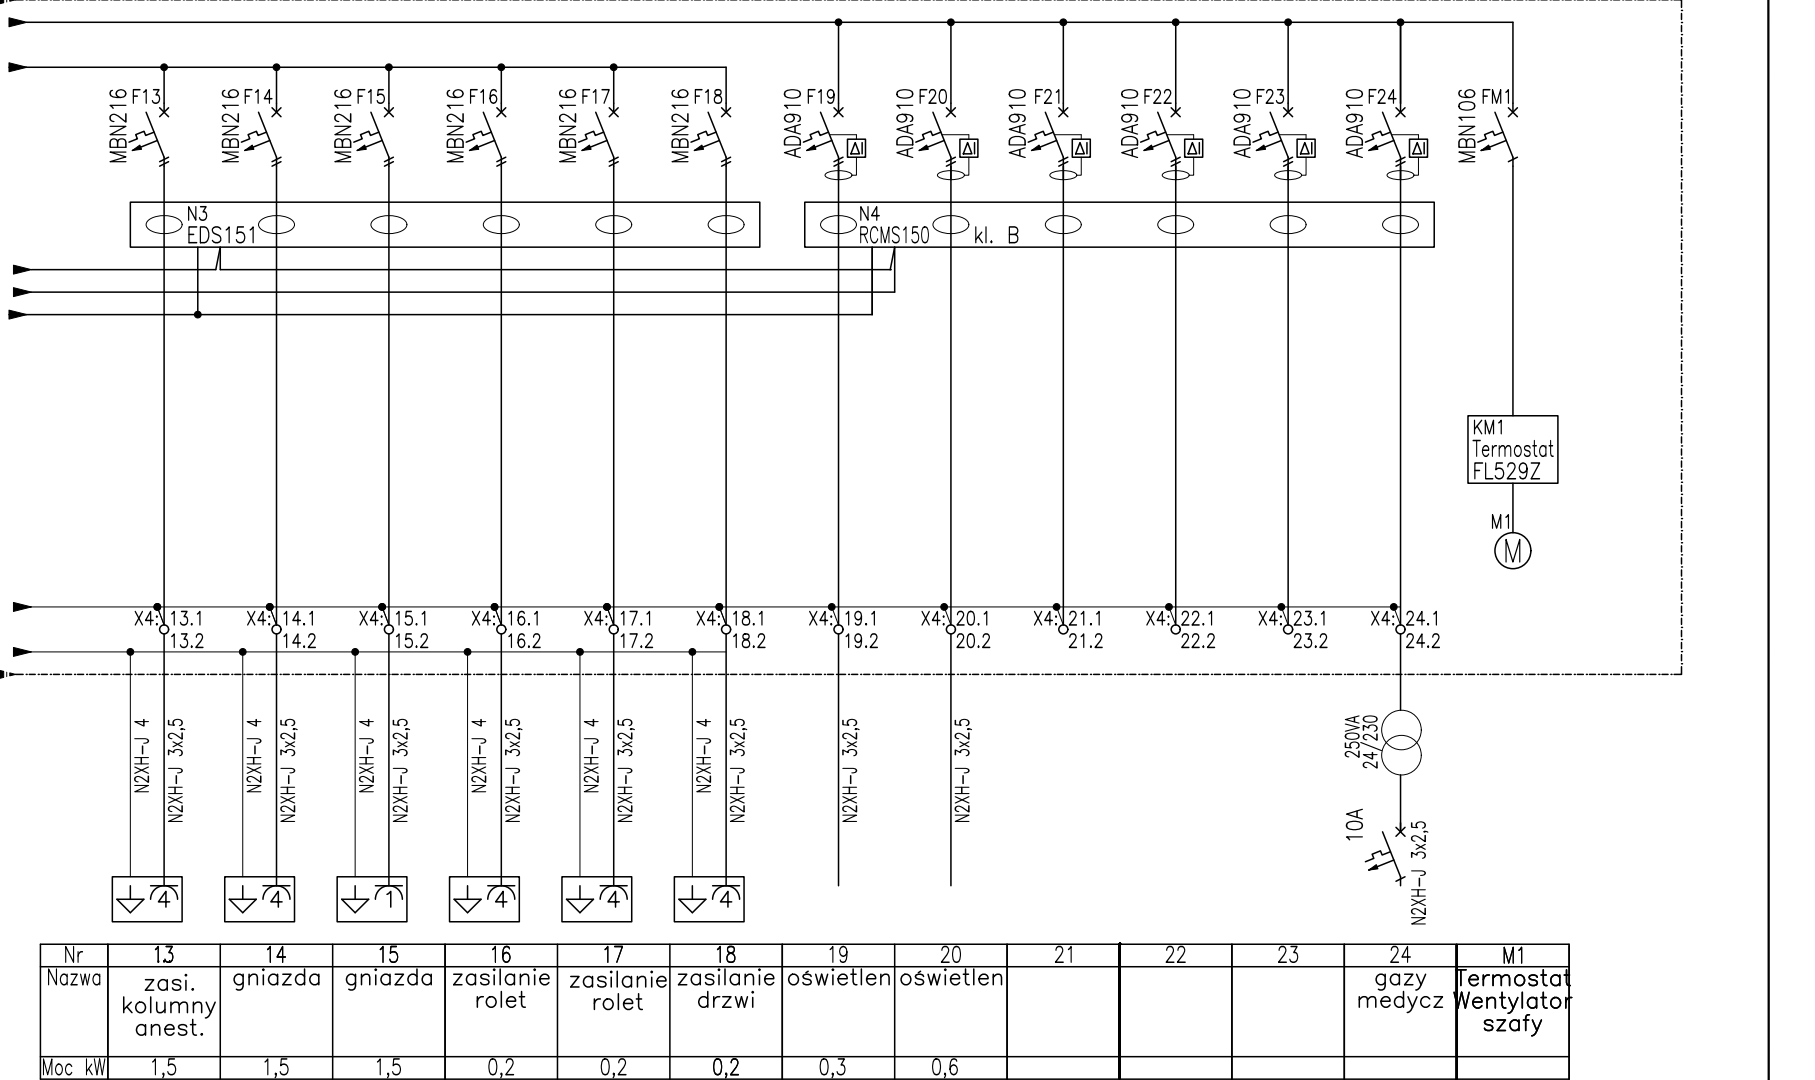 MBN216 F13
MBN216 F14
MBN216 F15
MBN216 F16
MBN216 F17
MBN216 F18
ADA910 F19
ADA910 F20
ADA910 F21
ADA910 F22
ADA910 F23
ADA910 F24
MBN106 FM1
ΔI ΔI ΔI ΔI ΔI ΔI
N3
EDS151
N4
RCMS150 kl. B
KM1
Termostat
FL529Z
M1
M
X4: 13.1
13.2
X4: 14.1
14.2
X4: 15.1
15.2
X4: 16.1
16.2
X4: 17.1
17.2
X4: 18.1
18.2
X4: 19.1
19.2
X4: 20.1
20.2
X4: 21.1
21.2
X4: 22.1
22.2
X4: 23.1
23.2
X4: 24.1
24.2
N2XH-J 4
N2XH-J 3x2,5
N2XH-J 4
N2XH-J 3x2,5
N2XH-J 4
N2XH-J 3x2,5
N2XH-J 4
N2XH-J 3x2,5
N2XH-J 4
N2XH-J 3x2,5
N2XH-J 4
N2XH-J 3x2,5
N2XH-J 3x2,5
N2XH-J 3x2,5
250VA
24/230
10A
N2XH-J 3x2,5
4 4 1 4 4 4
Nr 13 14 15 16 17 18 19 20 21 22 23 24 M1
Nazwa
zasi.
kolumny
anest.
gniazda
gniazda
zasilanie
rolet
zasilanie
rolet
zasilanie
drzwi
oświetlen
oświetlen
gazy
medycz
Termostat
Wentylator
szafy
Moc kW 1,5 1,5 1,5 0,2 0,2 0,2 0,3 0,6